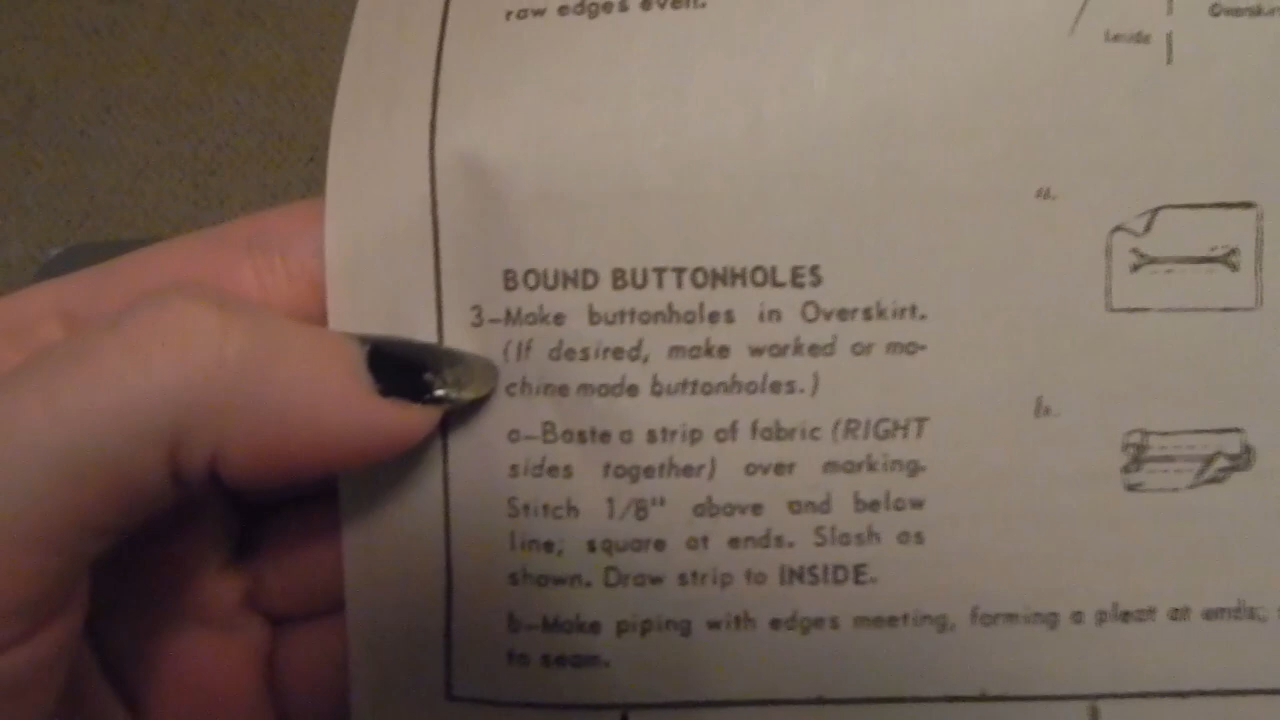 raw edges even.
Inside
BOUND BUTTONHOLES
3–Make buttonholes in Overskirt.
(If desired, make worked or ma-
chine made buttonholes.)
a–Baste a strip of fabric (RIGHT
sides together) over marking.
Stitch 1/8" above and below
line; square at ends. Slash as
shown. Draw strip to INSIDE.
b–Make piping with edges meeting, forming a pleat at ends;
to seam.